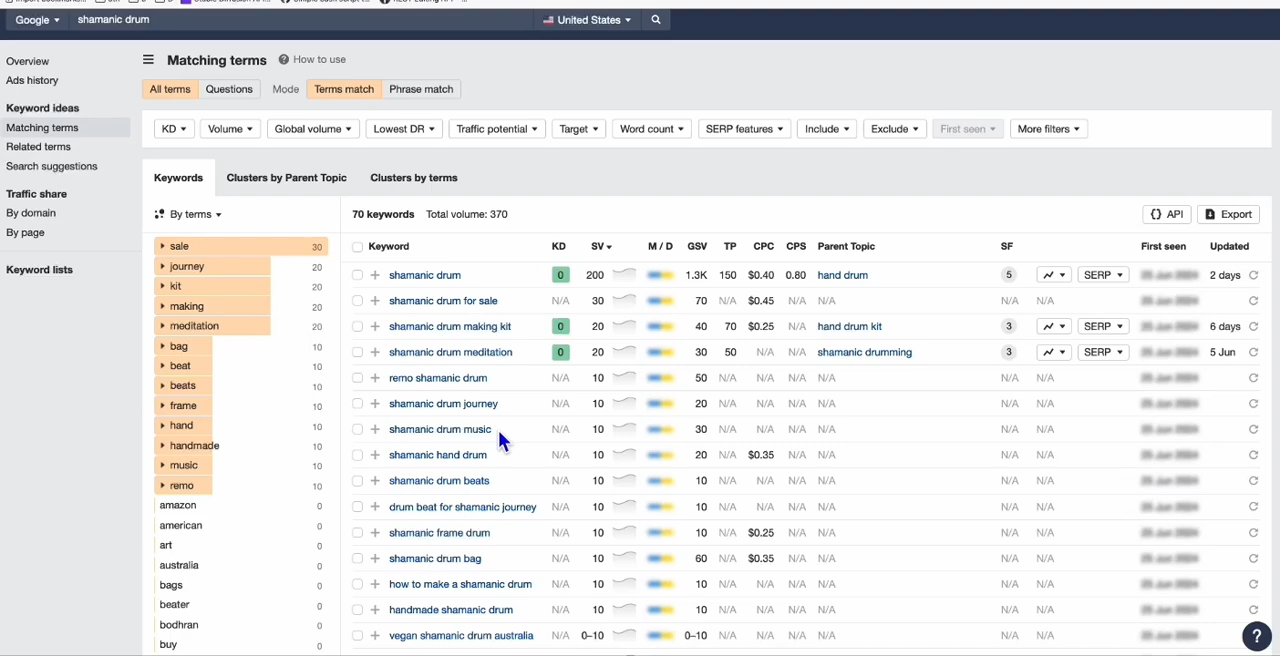 Google shamanic drum United States
Overview
Ads history
Keyword ideas
Matching terms
Related terms
Search suggestions
Traffic share
By domain
By page
Keyword lists
Matching terms ? How to use
All terms Questions Mode Terms match Phrase match
KD Volume Global volume Lowest DR Traffic potential Target Word count SERP features Include Exclude First seen More filters
Keywords Clusters by Parent Topic Clusters by terms
By terms
sale 30
journey 20
kit 20
making 20
meditation 20
bag 10
beat 10
beats 10
frame 10
hand 10
handmade 10
music 10
remo 10
amazon 0
american 0
art 0
australia 0
bags 0
beater 0
bodhran 0
buy 0
70 keywords Total volume: 370 {} API Export
Keyword KD SV M / D GSV TP CPC CPS Parent Topic SF First seen Updated
+ shamanic drum 0 200 1.3K 150 $0.40 0.80 hand drum 5 SERP 2 days
+ shamanic drum for sale N/A 30 70 N/A $0.45 N/A N/A N/A N/A
+ shamanic drum making kit 0 20 40 70 $0.25 N/A hand drum kit 3 SERP 6 days
+ shamanic drum meditation 0 20 30 50 N/A N/A shamanic drumming 3 SERP 5 Jun
+ remo shamanic drum N/A 10 50 N/A N/A N/A N/A N/A N/A
+ shamanic drum journey N/A 10 20 N/A N/A N/A N/A N/A N/A
+ shamanic drum music N/A 10 30 N/A N/A N/A N/A N/A N/A
+ shamanic hand drum N/A 10 20 N/A $0.35 N/A N/A N/A N/A
+ shamanic drum beats N/A 10 10 N/A N/A N/A N/A N/A N/A
+ drum beat for shamanic journey N/A 10 10 N/A N/A N/A N/A N/A N/A
+ shamanic frame drum N/A 10 10 N/A $0.25 N/A N/A N/A N/A
+ shamanic drum bag N/A 10 60 N/A $0.35 N/A N/A N/A N/A
+ how to make a shamanic drum N/A 10 10 N/A N/A N/A N/A N/A N/A
+ handmade shamanic drum N/A 10 10 N/A N/A N/A N/A N/A N/A
+ vegan shamanic drum australia N/A 0–10 0–10 N/A N/A N/A N/A N/A N/A
?